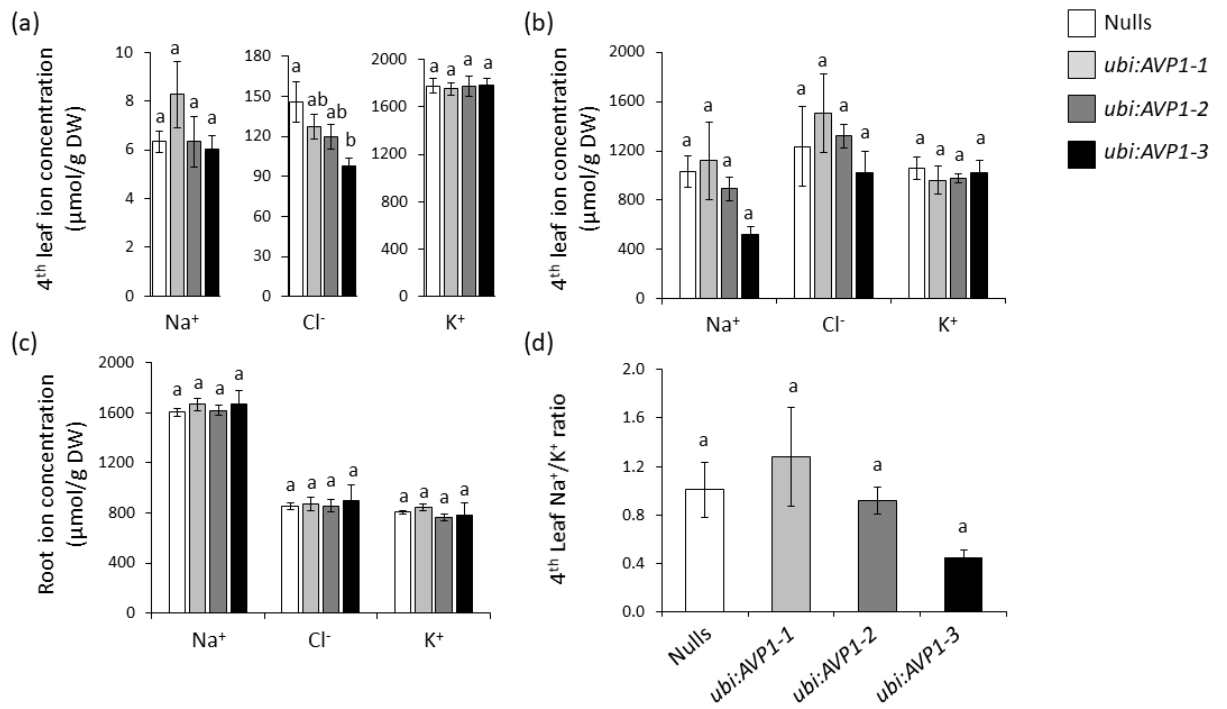 (a)
4th leaf ion concentration
(µmol/g DW)
10
8
6
4
2
0
a
a
a
a
Na⁺
180
150
120
90
60
30
0
a
ab
ab
b
Cl⁻
2000
1600
1200
800
400
0
a
a
a
a
K⁺
(b)
4th leaf ion concentration
(µmol/g DW)
2000
1600
1200
800
400
0
a
a
a
a
a
a
a
a
a
a
a
a
Na⁺
Cl⁻
K⁺
Nulls
ubi:AVP1-1
ubi:AVP1-2
ubi:AVP1-3
(c)
Root ion concentration
(µmol/g DW)
2000
1600
1200
800
400
0
a
a
a
a
a
a
a
a
a
a
a
a
Na⁺
Cl⁻
K⁺
(d)
4th Leaf Na⁺/K⁺ ratio
2.0
1.6
1.2
0.8
0.4
0.0
a
a
a
a
Nulls
ubi:AVP1-1
ubi:AVP1-2
ubi:AVP1-3